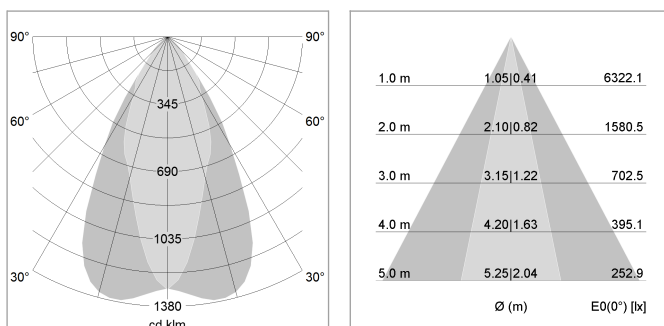 90° 90°
345
60° 60°
690
1035
30° 30°
1380
cd klm
1.0 m 1.05|0.41 6322.1
2.0 m 2.10|0.82 1580.5
3.0 m 3.15|1.22 702.5
4.0 m 4.20|1.63 395.1
5.0 m 5.25|2.04 252.9
Ø (m) E0(0°) [lx]